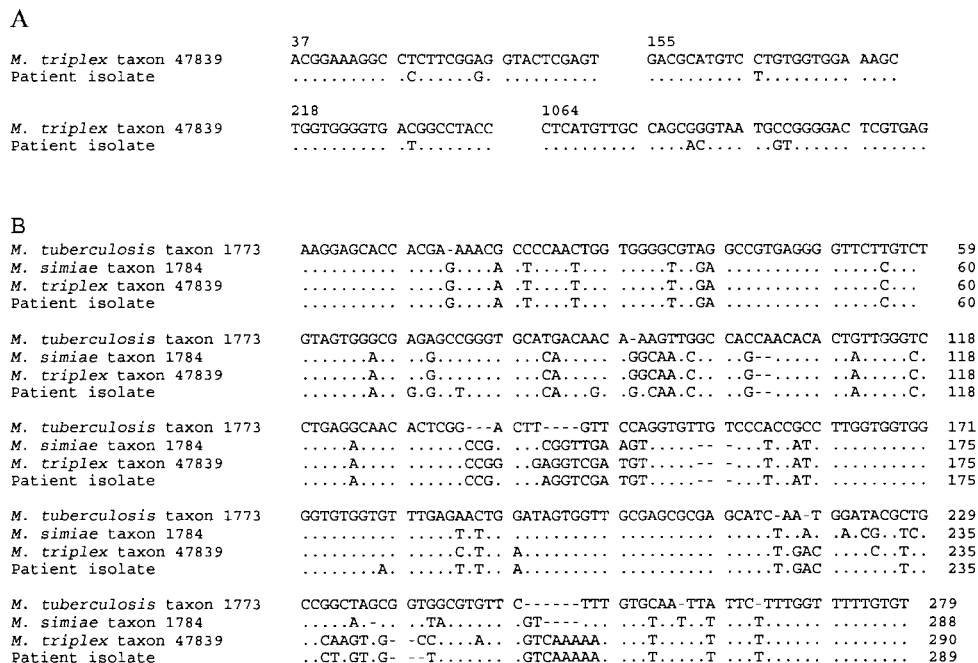 A
37 155
M. triplex taxon 47839 ACGGAAAGGC CTCTTCGGAG GTACTCGAGT GACGCATGTC CTGTGGTGGA AAGC
Patient isolate .......... ..C.....G. .......... .......... .T........ ....
218 1064
M. triplex taxon 47839 TGGTGGGGTG ACGGCCTACC CTCATGTTGC CAGCGGGTAA TGCCGGGGAC TCGTGAG
Patient isolate .......... .T........ .......... ....AC.... ....GT.... .......
B
M. tuberculosis taxon 1773 AAGGAGCACC ACGA-AAACG CCCCAACTGG TGGGGCGTAG GCCGTGAGGG GTTCTTGTCT 59
M. simiae taxon 1784 .......... ....G....A .T...T.... ....T..GA. .......... .....C... 60
M. triplex taxon 47839 .......... ....G....A .T...T.... ....T..GA. .......... .....C... 60
Patient isolate .......... ....G....A .T...T.... ....T..GA. .......... .....C... 60
M. tuberculosis taxon 1773 GTAGTGGGCG AGAGCCGGGT GCATGACAAC A-AAGTTGGC CACCAACACA CTGTTGGGTC 118
M. simiae taxon 1784 ......A... ..G....... ...CA..... .GGCAA.C.. ...G--.... ...A.....C. 118
M. triplex taxon 47839 ......A... ..G....... ...CA..... .GGCAA.C.. ...G--.... ...A.....C. 118
Patient isolate ......A... G.G..T.... ...CA....G .GGCAA.C.. ...G--.... ...A.....C. 118
M. tuberculosis taxon 1773 CTGAGGCAAC ACTCGG---A CTT----GTT CCAGGTGTTG TCCCACCGCC TTGGTGGTGG 171
M. simiae taxon 1784 ....A..... ......CCG. ..CGGTTGA AGT.....-- -....T..AT. ......... 175
M. triplex taxon 47839 ....A..... ......CCGG ..GAGGTCGA TGT.....-- -....T..AT. ......... 175
Patient isolate ....A..... ......CCG. ..AGGTCGA TGT.....-- -....T..AT. ......... 175
M. tuberculosis taxon 1773 GGTGTGGTGT TTGAGAACTG GATAGTGGTT GCGAGCGCGA GCATC-AA-T GGATACGCTG 229
M. simiae taxon 1784 .......... .....T.T.. .......... .......... .....T..A. .A.CG..TC. 235
M. triplex taxon 47839 .......... .....C.T.. A......... .......... .....T.GAC ...C..T... 235
Patient isolate .......A.. .....T.T.. A......... .......... .....T.GAC ......T... 235
M. tuberculosis taxon 1773 CCGGCTAGCG GTGGCGTGTT C------TTT GTGCAA-TTA TTC-TTTGGT TTTTGTGT 279
M. simiae taxon 1784 .....A.-.. ...TA..... .GT----... ......T.T.T ...T...... ........ 288
M. triplex taxon 47839 ..CAAGT.G- -CC....A.. .GTCAAAAA. ......T...T ...T...... ........ 290
Patient isolate ..CT.GT.G- --T....... .GTCAAAAA. ......T...T ...T...... ........ 289